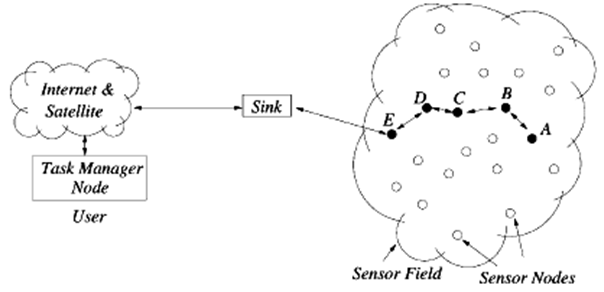 Internet &
Satellite
Task Manager
Node
User
Sink
E
D
C
B
A
Sensor Field
Sensor Nodes